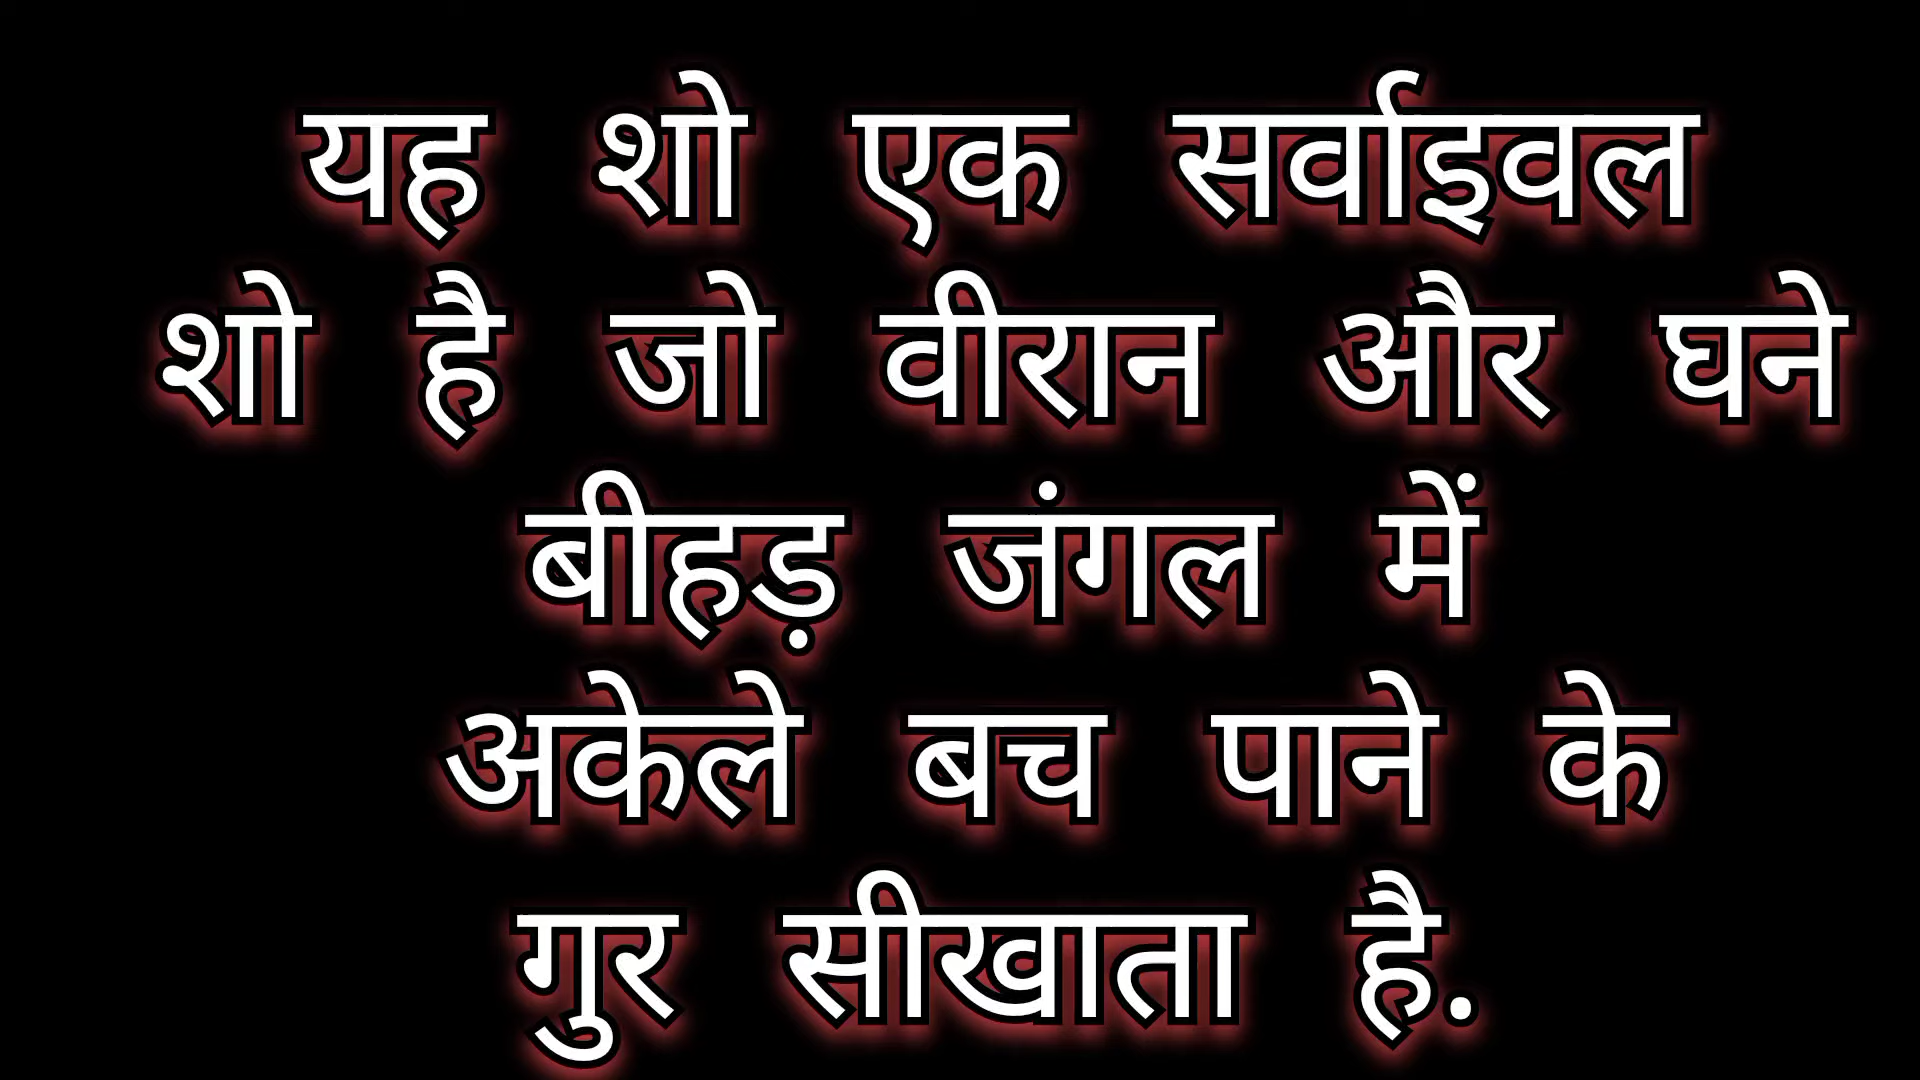 यह शो एक सर्वाइवल
शो है जो वीरान और घने
बीहड़ जंगल में
अकेले बच पाने के
गुर सीखाता है.